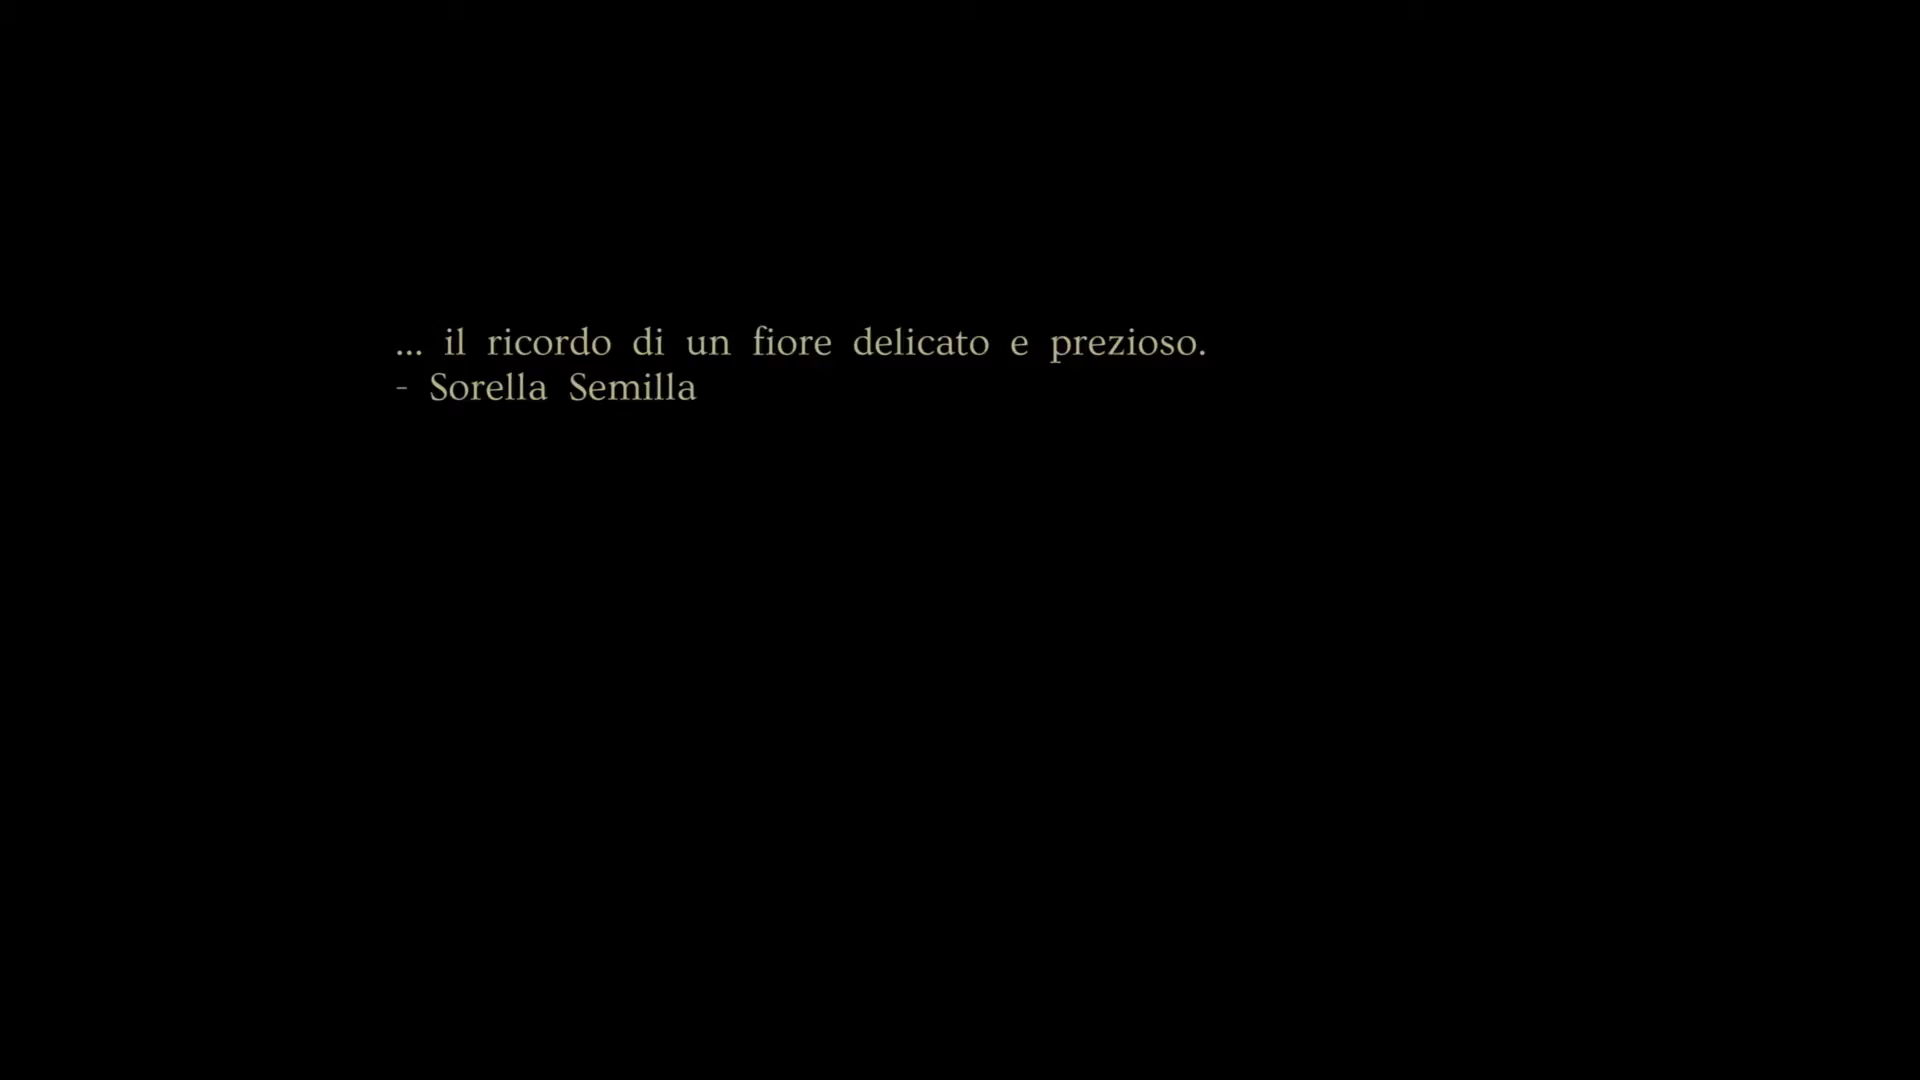 ... il ricordo di un fiore delicato e prezioso.
- Sorella Semilla